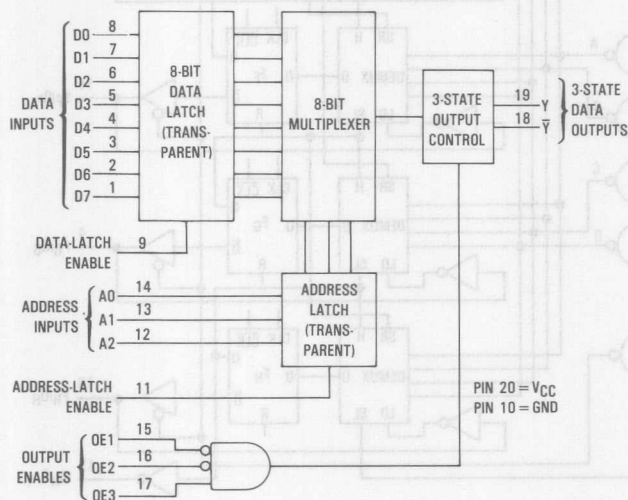 D0 8
D1 7
D2 6
D3 5
D4 4
D5 3
D6 2
D7 1
DATA
INPUTS
8-BIT
DATA
LATCH
(TRANS-
PARENT)
8-BIT
MULTIPLEXER
3-STATE
OUTPUT
CONTROL
19 Y
18 Y̅
3-STATE
DATA
OUTPUTS
DATA-LATCH
ENABLE
9
ADDRESS
INPUTS
A0 14
A1 13
A2 12
ADDRESS
LATCH
(TRANS-
PARENT)
ADDRESS-LATCH
ENABLE
11
PIN 20 = VCC
PIN 10 = GND
OUTPUT
ENABLES
OE1 15
OE2 16
OE3 17